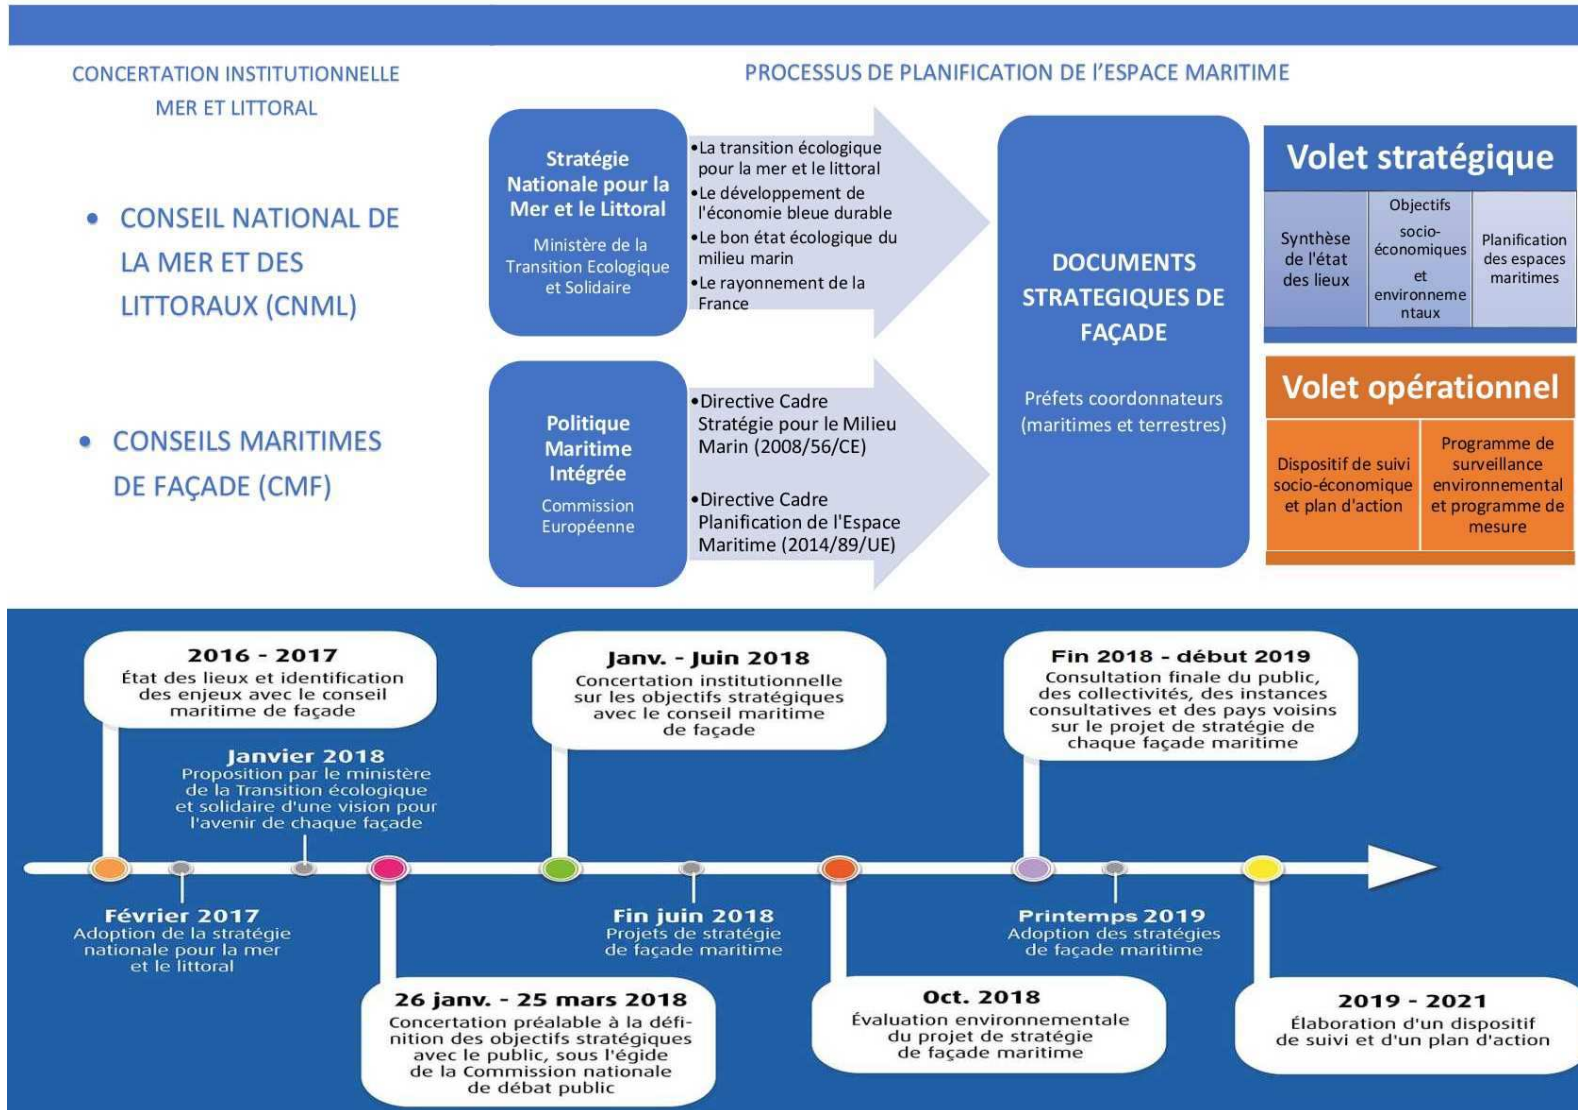 CONCERTATION INSTITUTIONNELLE
MER ET LITTORAL
• CONSEIL NATIONAL DE
LA MER ET DES
LITTORAUX (CNML)
• CONSEILS MARITIMES
DE FAÇADE (CMF)
PROCESSUS DE PLANIFICATION DE l'ESPACE MARITIME
Stratégie
Nationale pour la
Mer et le Littoral
Ministère de la
Transition Ecologique
et Solidaire
•La transition écologique
pour la mer et le littoral
•Le développement de
l'économie bleue durable
•Le bon état écologique du
milieu marin
•Le rayonnement de la
France
Politique
Maritime
Intégrée
Commission
Européenne
•Directive Cadre
Stratégie pour le Milieu
Marin (2008/56/CE)
•Directive Cadre
Planification de l'Espace
Maritime (2014/89/UE)
DOCUMENTS
STRATEGIQUES DE
FAÇADE
Préfets coordonnateurs
(maritimes et terrestres)
Volet stratégique
Synthèse
de l'état
des lieux
Objectifs
socio-
économiques
et
environneme
ntaux
Planification
des espaces
maritimes
Volet opérationnel
Dispositif de suivi
socio-économique
et plan d'action
Programme de
surveillance
environnemental
et programme de
mesure
2016 - 2017
État des lieux et identification
des enjeux avec le conseil
maritime de façade
Février 2017
Adoption de la stratégie
nationale pour la mer
et le littoral
Janvier 2018
Proposition par le ministère
de la Transition écologique
et solidaire d'une vision pour
l'avenir de chaque façade
26 janv. - 25 mars 2018
Concertation préalable à la défi-
nition des objectifs stratégiques
avec le public, sous l'égide
de la Commission nationale
de débat public
Janv. - Juin 2018
Concertation institutionnelle
sur les objectifs stratégiques
avec le conseil maritime
de façade
Fin juin 2018
Projets de stratégie
de façade maritime
Oct. 2018
Évaluation environnementale
du projet de stratégie
de façade maritime
Fin 2018 - début 2019
Consultation finale du public,
des collectivités, des instances
consultatives et des pays voisins
sur le projet de stratégie de
chaque façade maritime
Printemps 2019
Adoption des stratégies
de façade maritime
2019 - 2021
Élaboration d'un dispositif
de suivi et d'un plan d'action